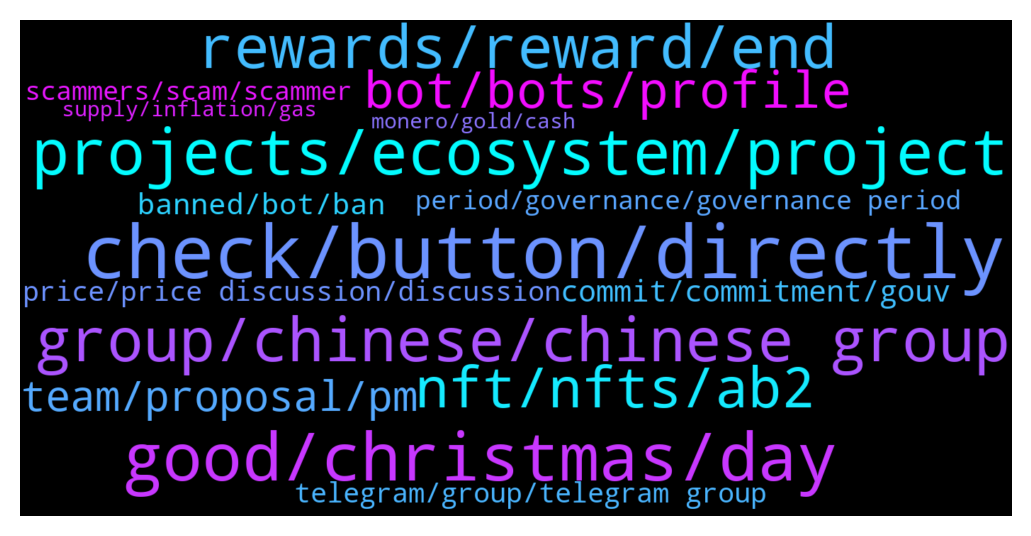 rewards/reward/end
scammers/scam/scammer
bot/bots/profile
supply/inflation/gas
monero/gold/cash
projects/ecosystem/project
banned/bot/ban
period/governance/governance period
check/button/directly
price/price discussion/discussion
commit/commitment/gouv
group/chinese/chinese group
team/proposal/pm
nft/nfts/ab2
good/christmas/day
telegram/group/telegram group